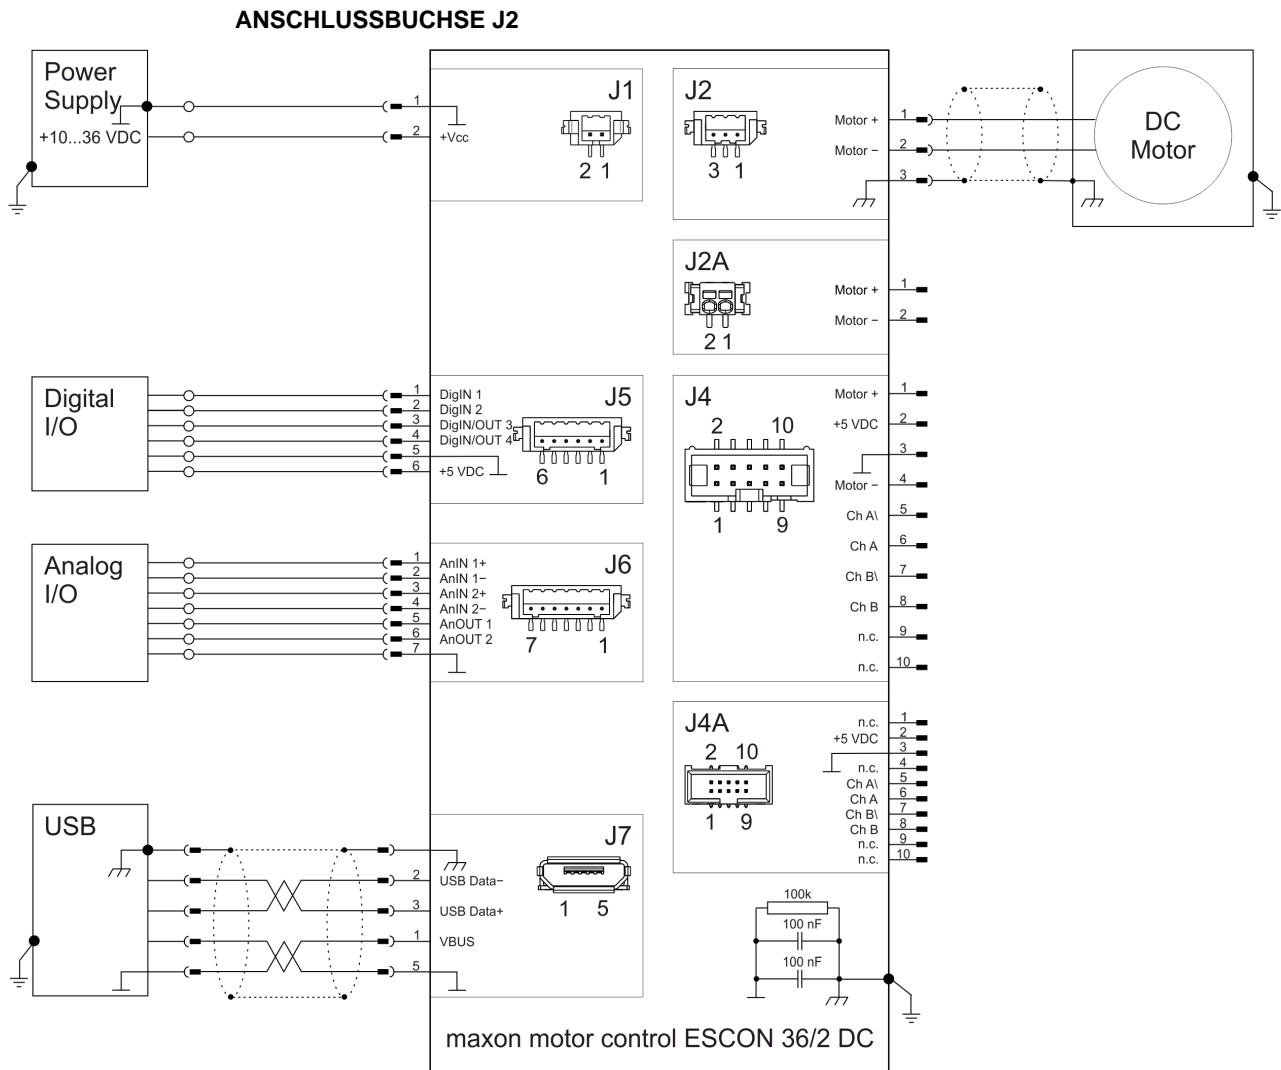 ANSCHLUSSBUCHSE J2
Power
Supply
+10...36 VDC
1
2
+Vcc
J1
2 1
J2
3 1
Motor +
1
Motor −
2
3
DC
Motor
J2A
2 1
Motor +
1
Motor −
2
Digital
I/O
1
DigIN 1
2
DigIN 2
3
DigIN/OUT 3
4
DigIN/OUT 4
5
6
+5 VDC
J5
6 1
J4
2 10
1 9
Motor +
1
+5 VDC
2
3
Motor −
4
Ch A\
5
Ch A
6
Ch B\
7
Ch B
8
n.c.
9
n.c.
10
Analog
I/O
1
AnIN 1+
2
AnIN 1−
3
AnIN 2+
4
AnIN 2−
5
AnOUT 1
6
AnOUT 2
7
J6
7 1
J4A
2 10
1 9
n.c.
1
+5 VDC
2
3
n.c.
4
Ch A\
5
Ch A
6
Ch B\
7
Ch B
8
n.c.
9
n.c.
10
USB
2
USB Data−
3
USB Data+
1
VBUS
5
J7
1 5
100k
100 nF
100 nF
maxon motor control ESCON 36/2 DC